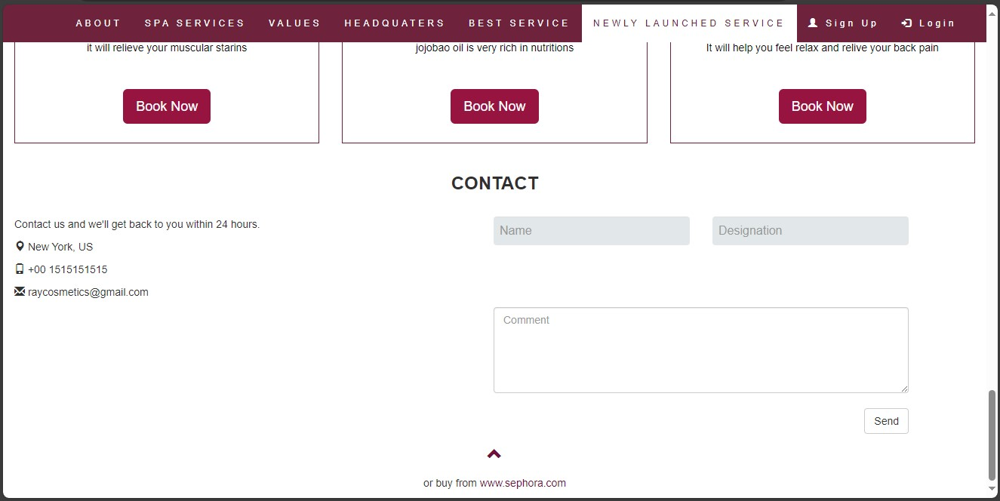 ABOUT SPA SERVICES VALUES HEADQUATERS BEST SERVICE NEWLY LAUNCHED SERVICE Sign Up Login
it will relieve your muscular starins
jojobao oil is very rich in nutritions
It will help you feel relax and relive your back pain
Book Now Book Now Book Now
CONTACT
Contact us and we'll get back to you within 24 hours.
New York, US
+00 1515151515
raycosmetics@gmail.com
Name Designation
Comment
Send
or buy from www.sephora.com